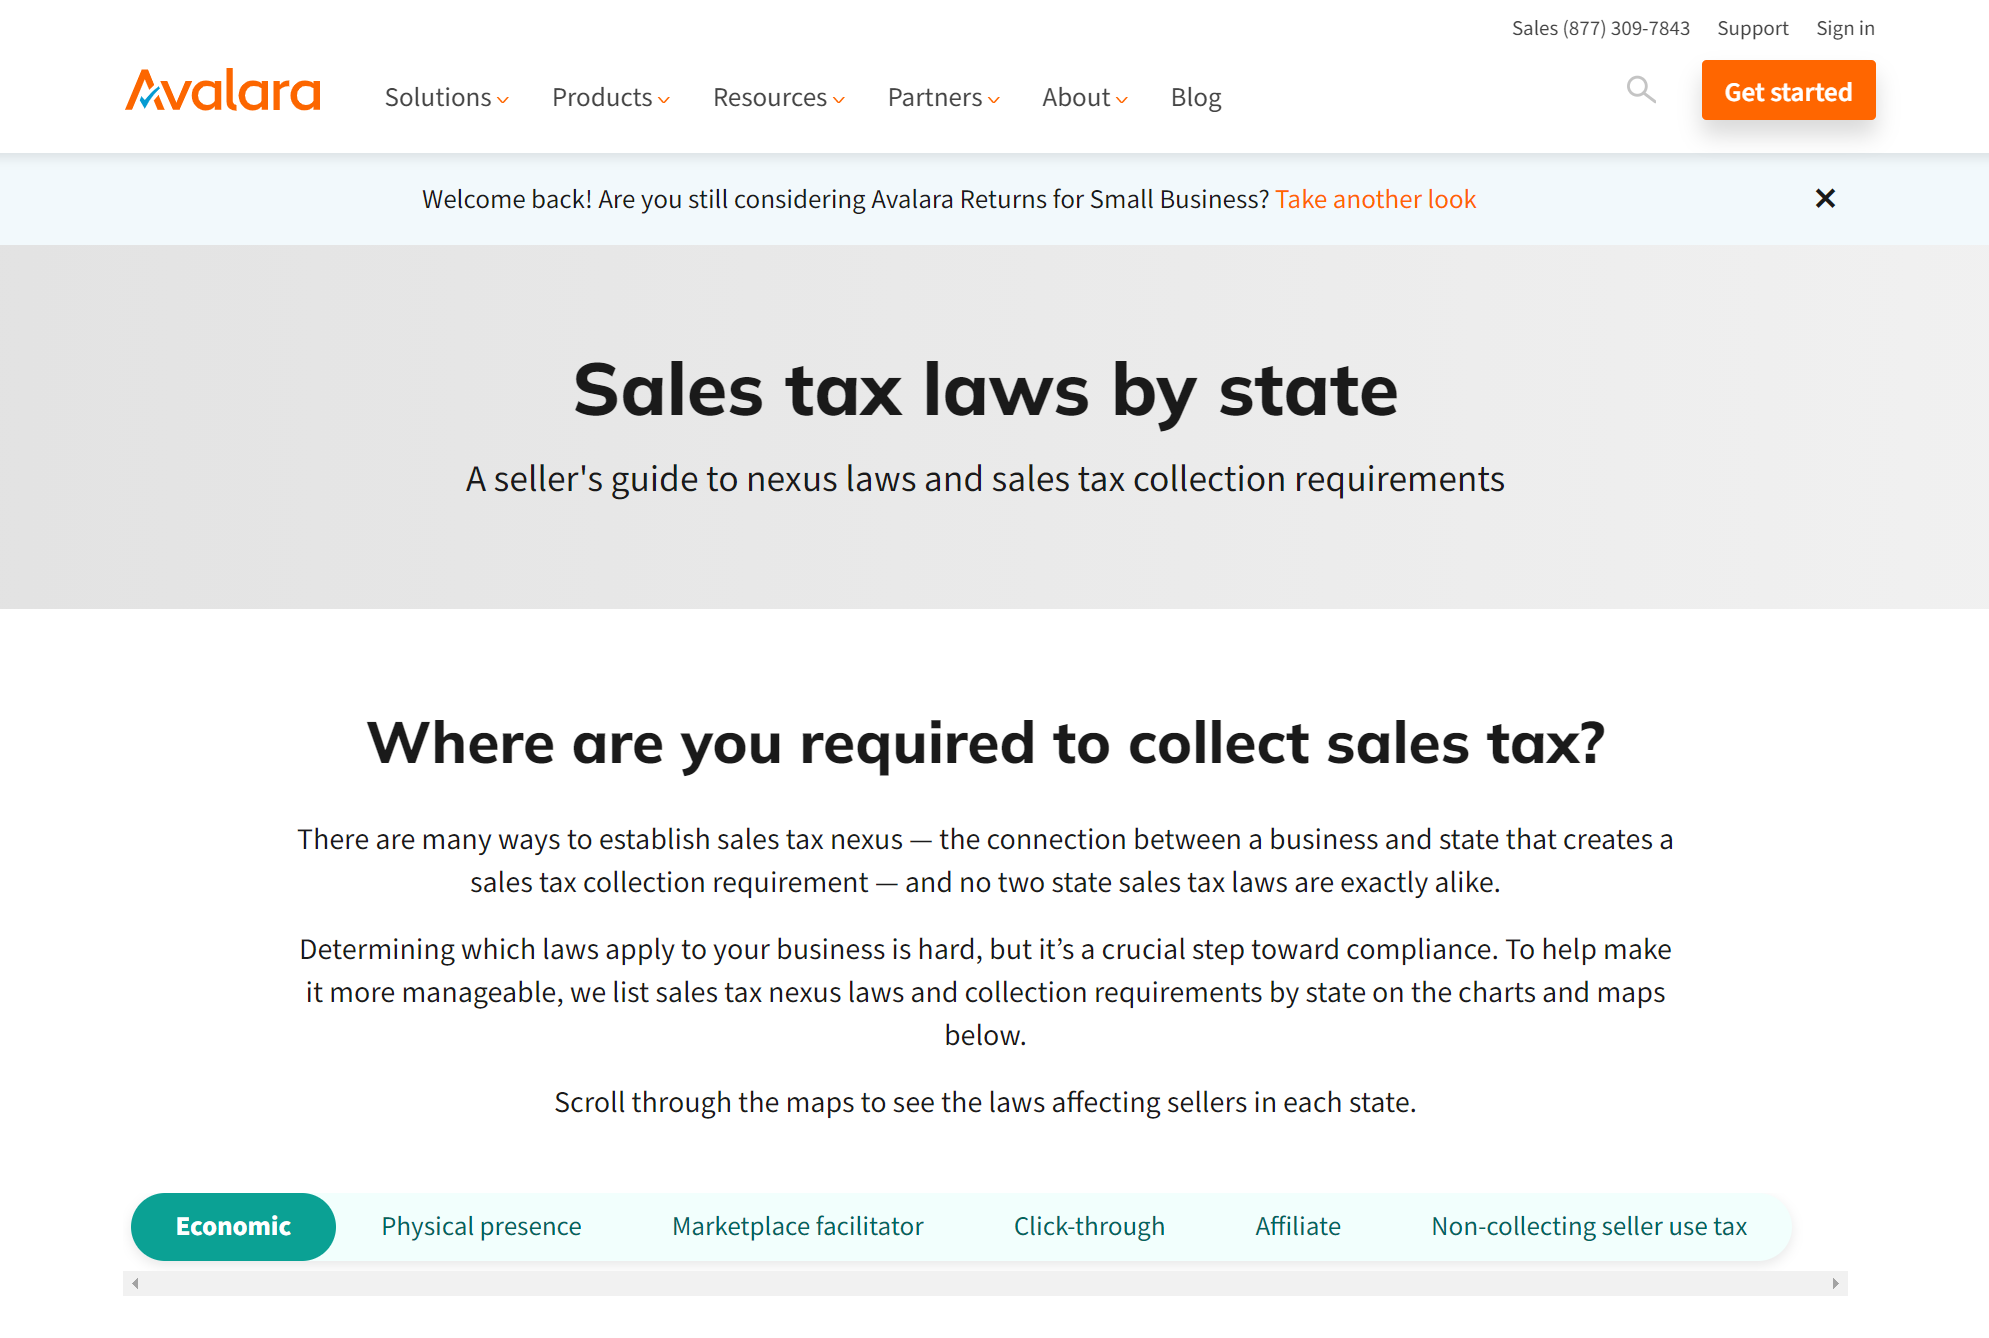 Sales (877) 309-7843 Support Sign in
Avalara Solutions Products Resources Partners About Blog Get started
Welcome back! Are you still considering Avalara Returns for Small Business? Take another look
Sales tax laws by state
A seller's guide to nexus laws and sales tax collection requirements
Where are you required to collect sales tax?
There are many ways to establish sales tax nexus — the connection between a business and state that creates a
sales tax collection requirement — and no two state sales tax laws are exactly alike.
Determining which laws apply to your business is hard, but it’s a crucial step toward compliance. To help make
it more manageable, we list sales tax nexus laws and collection requirements by state on the charts and maps
below.
Scroll through the maps to see the laws affecting sellers in each state.
Economic Physical presence Marketplace facilitator Click-through Affiliate Non-collecting seller use tax